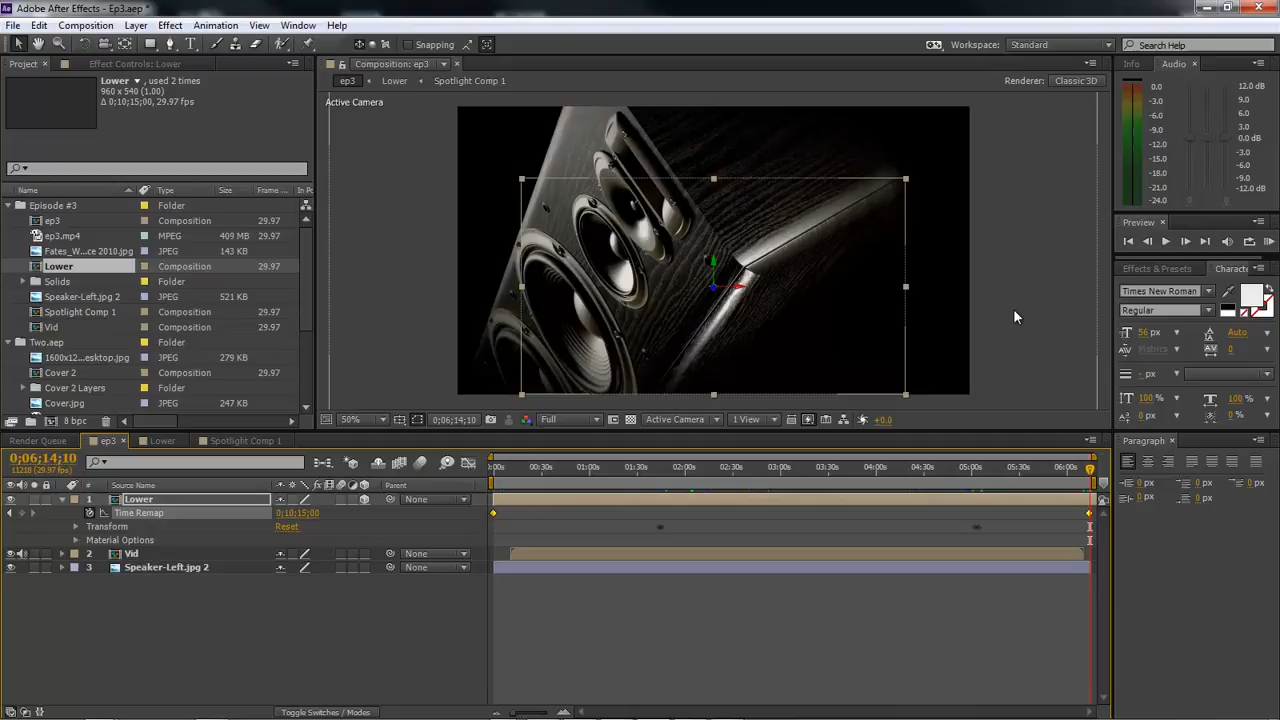 Adobe After Effects - Ep3.aep *
File Edit Composition Layer Effect Animation View Window Help
Snapping
Workspace: Standard Search Help
Project Effect Controls: Lower
Composition: ep3
Info Audio
Lower , used 2 times
960 x 540 (1.00)
Δ 0;10;15;00, 29.97 fps
ep3 Lower Spotlight Comp 1
Renderer: Classic 3D
Active Camera
0.0
-3.0
-6.0
-9.0
-12.0
-15.0
-18.0
-21.0
-24.0
12.0 dB
9.0
6.0
3.0
0.0 dB
-3.0
-6.0
-9.0
-12.0 dB
Name Type Size Frame ... In Po
Episode #3 Folder
ep3 Composition 29.97
ep3.mp4 MPEG 409 MB 29.97
Fates_W...ce 2010.jpg JPEG 143 KB
Lower Composition 29.97
Solids Folder
Speaker-Left.jpg 2 JPEG 521 KB
Spotlight Comp 1 Composition 29.97
Vid Composition 29.97
Two.aep Folder
1600x12...esktop.jpg JPEG 279 KB
Cover 2 Composition 29.97
Cover 2 Layers Folder
Cover.jpg JPEG 247 KB
8 bpc
Preview
Effects & Presets Charact
Times New Roman
Regular
56 px Auto
Metrics 0
- px
100 % 100 %
0 px 0 %
50% 0;06;14;10 Full Active Camera 1 View +0.0
Render Queue ep3 Lower Spotlight Comp 1
Paragraph
0;06;14;10
11218 (29.97 fps)
0:00s 00:30s 01:00s 01:30s 02:00s 02:30s 03:00s 03:30s 04:00s 04:30s 05:00s 05:30s 06:00s
# Source Name Parent
1 Lower None
Time Remap 0;10;15;00
Transform Reset
Material Options
2 Vid None
3 Speaker-Left.jpg 2 None
0 px 0 px 0 px
0 px 0 px
Toggle Switches / Modes